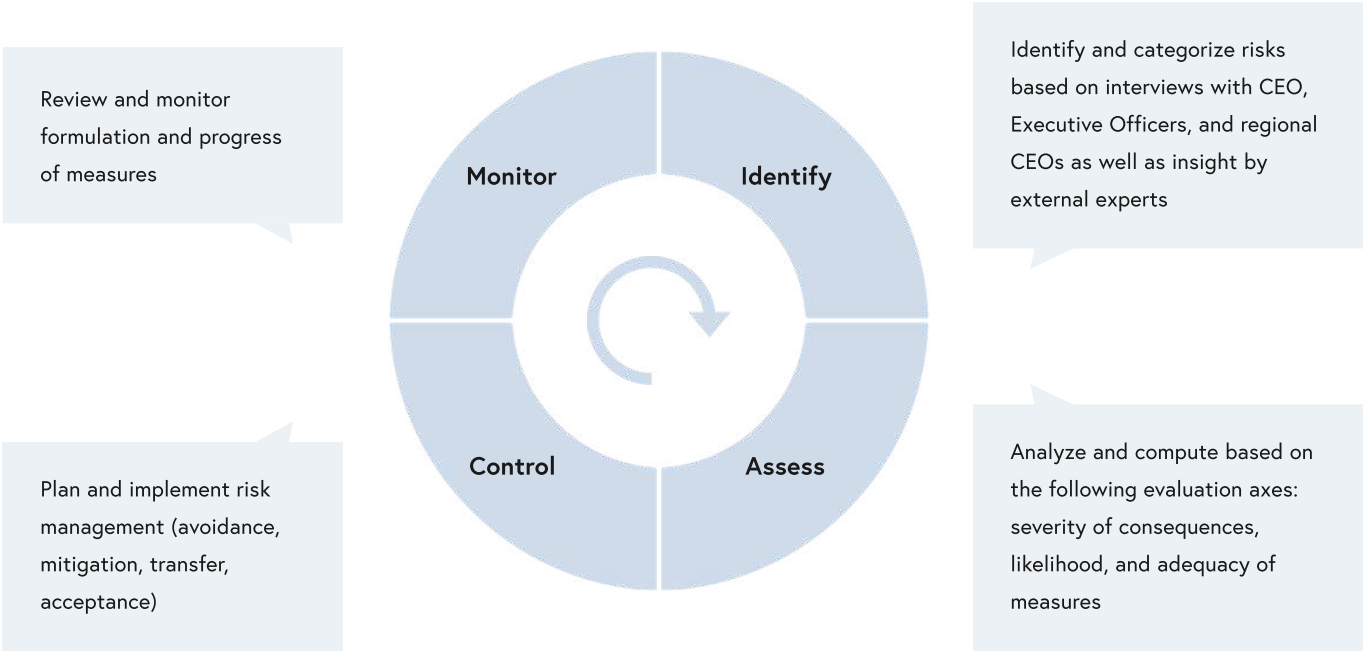 Review and monitor
formulation and progress
of measures
Monitor
Identify
Identify and categorize risks
based on interviews with CEO,
Executive Officers, and regional
CEOs as well as insight by
external experts
Plan and implement risk
management (avoidance,
mitigation, transfer,
acceptance)
Control
Assess
Analyze and compute based on
the following evaluation axes:
severity of consequences,
likelihood, and adequacy of
measures